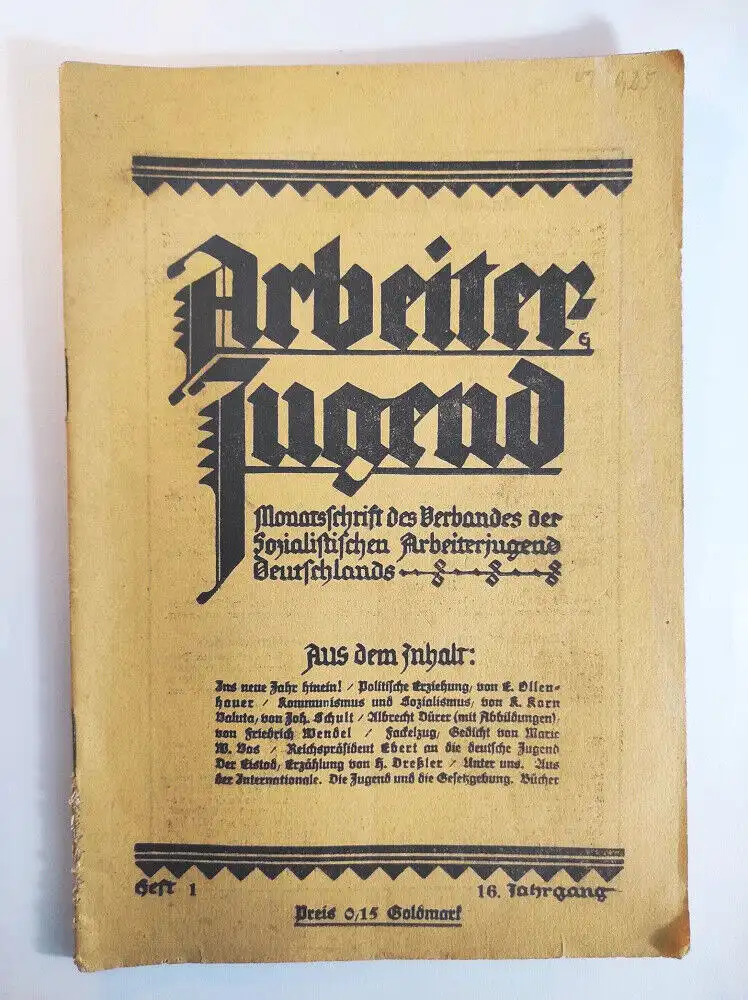 Arbeiter-
Jugend
Monatsschrift des Verbandes der
Sozialistischen Arbeiterjugend
Deutschlands
Aus dem Inhalt:
Ins neue Jahr hinein! / Politische Erziehung, von E. Ollen-
hauer / Kommunismus und Sozialismus, von K. Korn
Valuta, von Joh. Schult / Albrecht Dürer (mit Abbildungen),
von Friedrich Wendel / Fackelzug, Gedicht von Marie
W. Vos / Reichspräsident Ebert an die deutsche Jugend
Der Eistod, Erzählung von H. Dreßler / Unter uns. Aus
der Internationale. Die Jugend und die Gesetzgebung. Bücher
Heft 1
16. Jahrgang
Preis 0,15 Goldmark